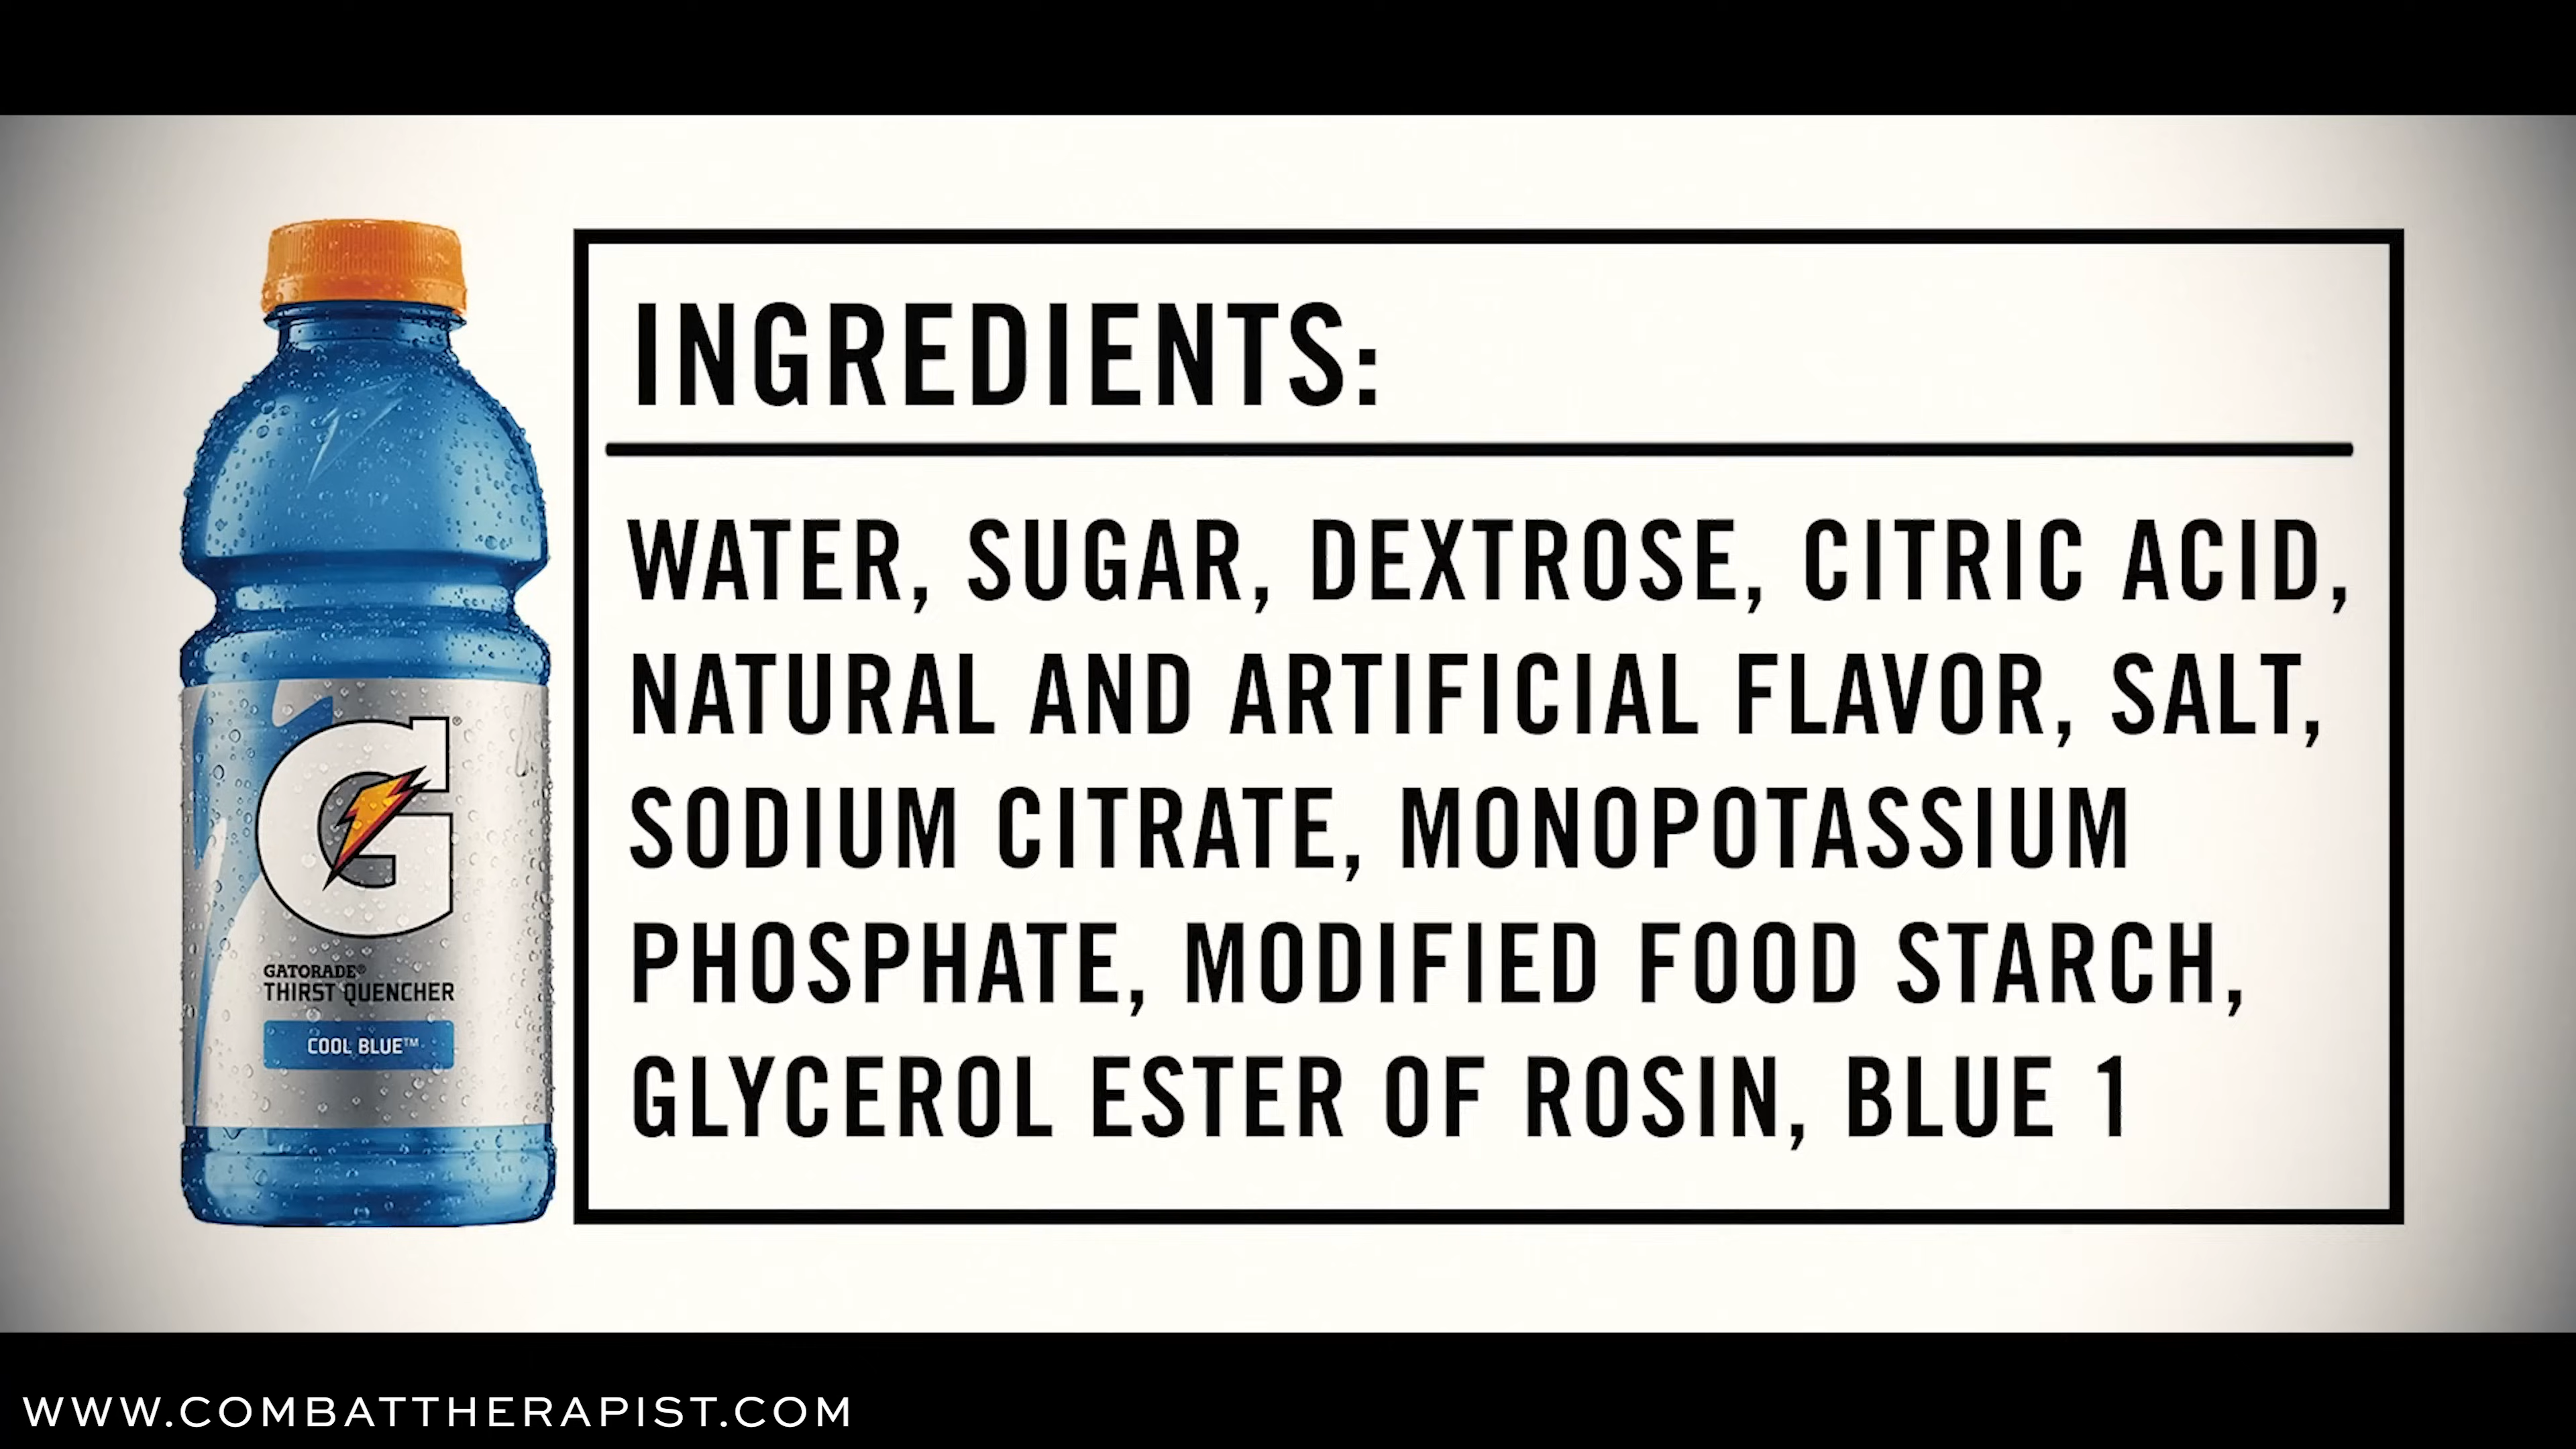 INGREDIENTS:
WATER, SUGAR, DEXTROSE, CITRIC ACID,
NATURAL AND ARTIFICIAL FLAVOR, SALT,
SODIUM CITRATE, MONOPOTASSIUM
PHOSPHATE, MODIFIED FOOD STARCH,
GLYCEROL ESTER OF ROSIN, BLUE 1
G®
GATORADE®
THIRST QUENCHER
COOL BLUE™
WWW.COMBATTHERAPIST.COM